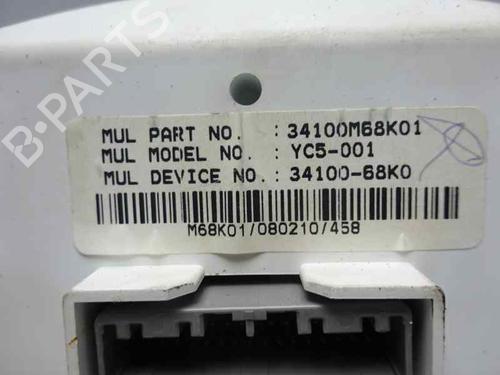 MUL PART NO. : 34100M68K01
MUL MODEL NO. : YC5-001
MUL DEVICE NO. : 34100-68K0
M68K01/080210/458
B-PARTS